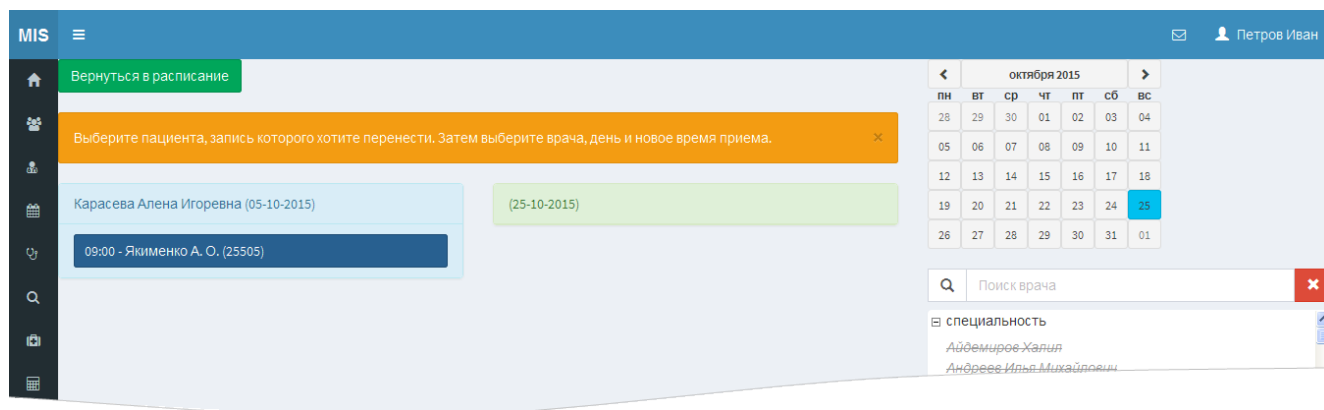 MIS
Петров Иван
Вернуться в расписание
Выберите пациента, запись которого хотите перенести. Затем выберите врача, день и новое время приема. ×
Карасева Алена Игоревна (05-10-2015)
09:00 - Якименко А. О. (25505)
(25-10-2015)
октября 2015
пн вт ср чт пт сб вс
28 29 30 01 02 03 04
05 06 07 08 09 10 11
12 13 14 15 16 17 18
19 20 21 22 23 24 25
26 27 28 29 30 31 01
Поиск врача
специальность
Айдемиров Халил
Андреев Илья Михайлович